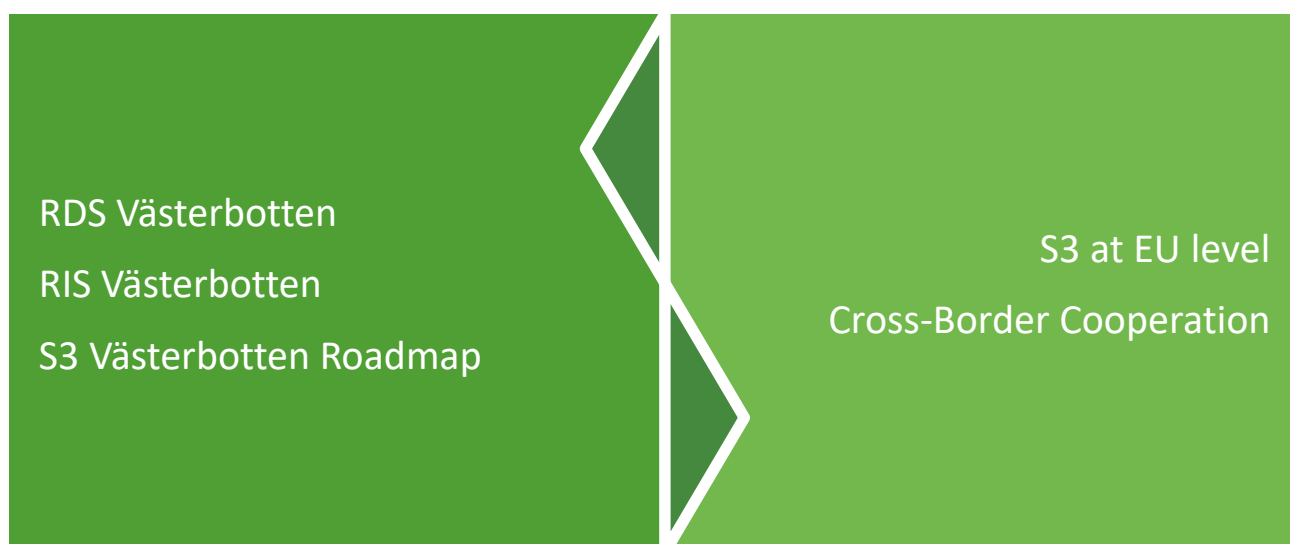 RDS Västerbotten
RIS Västerbotten
S3 Västerbotten Roadmap
S3 at EU level
Cross-Border Cooperation